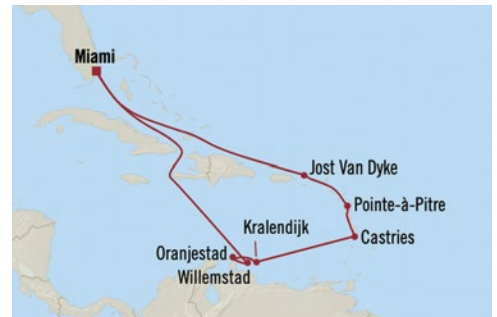 Miami
Jost Van Dyke
Pointe-à-Pitre
Kralendijk
Castries
Oranjestad
Willemstad